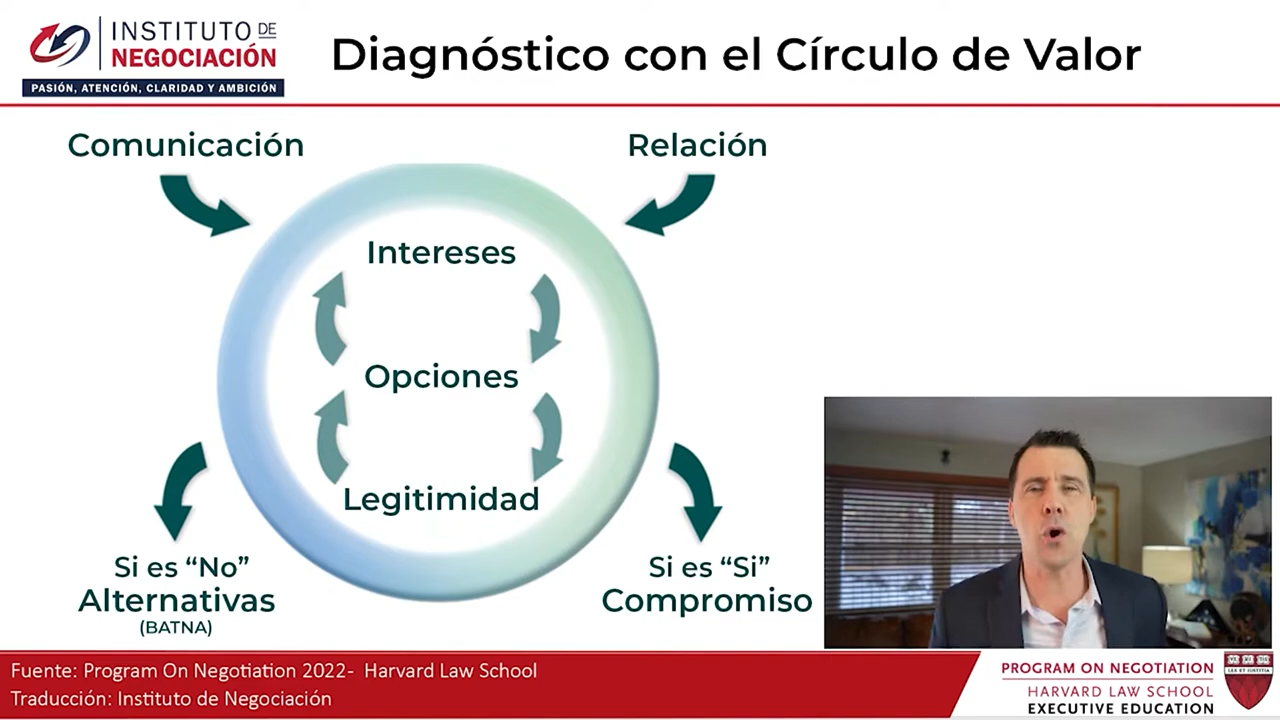 INSTITUTO DE
NEGOCIACIÓN
PASIÓN, ATENCIÓN, CLARIDAD Y AMBICIÓN
Diagnóstico con el Círculo de Valor
Comunicación
Relación
Intereses
Opciones
Legitimidad
Si es “No”
Alternativas
(BATNA)
Si es “Si”
Compromiso
Fuente: Program On Negotiation 2022- Harvard Law School
Traducción: Instituto de Negociación
PROGRAM ON NEGOTIATION
HARVARD LAW SCHOOL
EXECUTIVE EDUCATION